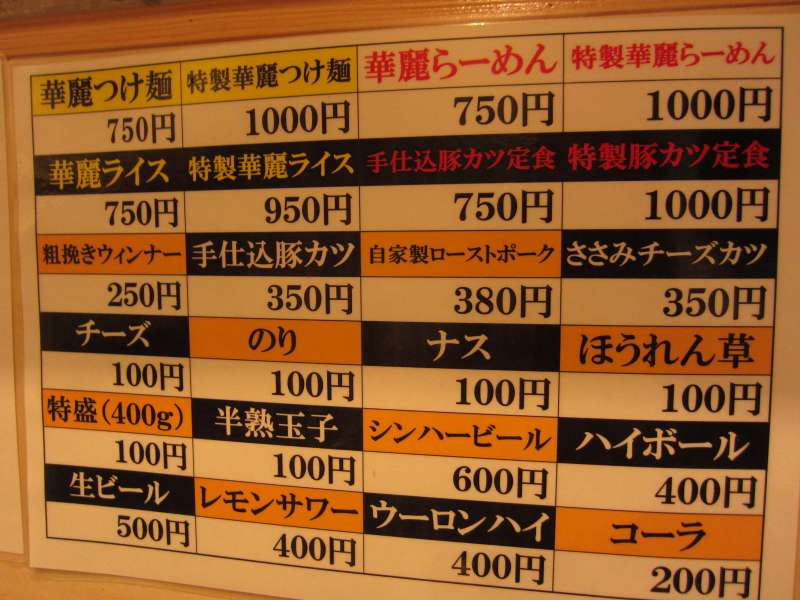 華麗つけ麺 特製華麗つけ麺 華麗らーめん 特製華麗らーめん
750円 1000円 750円 1000円
華麗ライス 特製華麗ライス 手仕込豚カツ定食 特製豚カツ定食
750円 950円 750円 1000円
粗挽きウィンナー 手仕込豚カツ 自家製ローストポーク ささみチーズカツ
250円 350円 380円 350円
チーズ のり ナス ほうれん草
100円 100円 100円 100円
特盛(400g) 半熟玉子 シンハービール ハイボール
100円 100円 600円 400円
生ビール レモンサワー ウーロンハイ コーラ
500円 400円 400円 200円